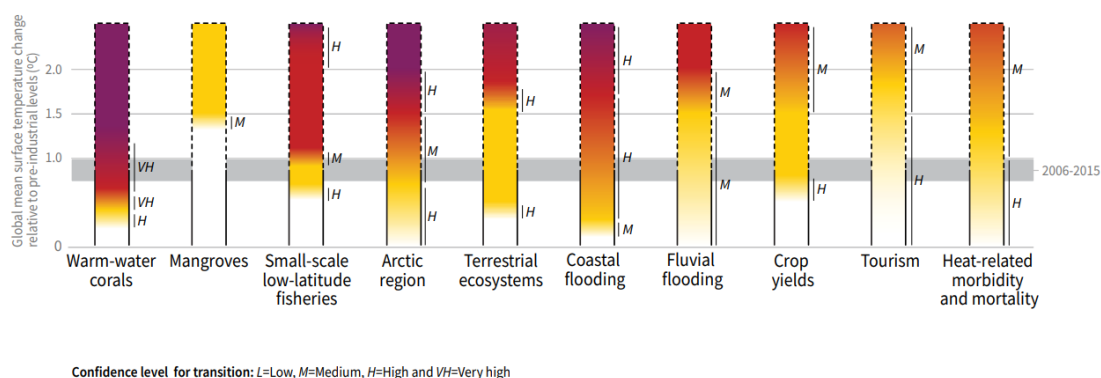 Global mean surface temperature change
relative to pre-industrial levels (ºC)
2.0
1.5
1.0
0
VH
VH
H
M
H
M
H
H
M
H
H
H
H
H
M
M
M
M
H
M
H
M
H
2006-2015
Warm-water
corals
Mangroves
Small-scale
low-latitude
fisheries
Arctic
region
Terrestrial
ecosystems
Coastal
flooding
Fluvial
flooding
Crop
yields
Tourism
Heat-related
morbidity
and mortality
Confidence level for transition: L=Low, M=Medium, H=High and VH=Very high